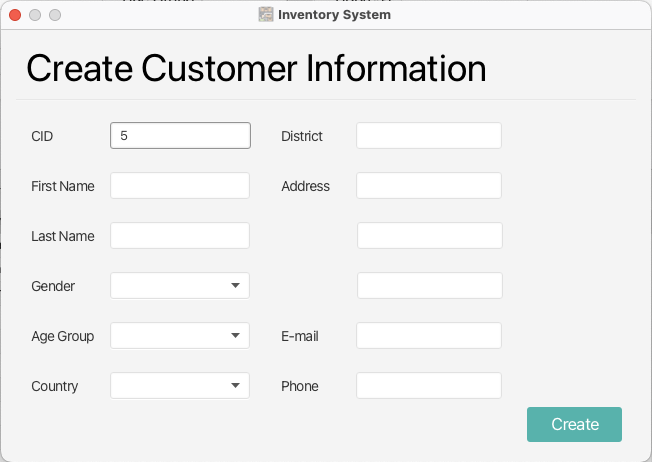 Inventory System
Create Customer Information
CID 5 District
First Name Address
Last Name
Gender
Age Group E-mail
Country Phone
Create